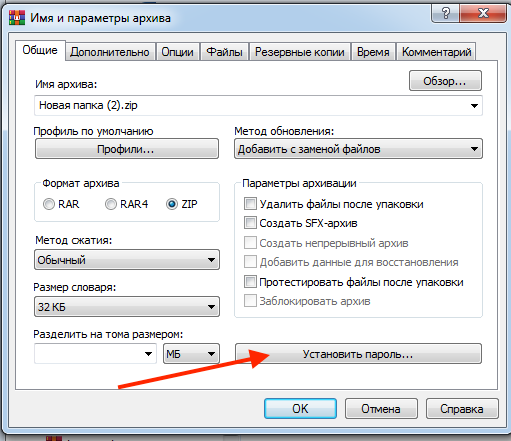 Имя и параметры архива
Общие Дополнительно Опции Файлы Резервные копии Время Комментарий
Обзор...
Имя архива:
Новая папка (2).zip
Профиль по умолчанию Метод обновления:
Профили... Добавить с заменой файлов
Формат архива Параметры архивации
RAR RAR4 ZIP Удалить файлы после упаковки
Создать SFX-архив
Метод сжатия: Создать непрерывный архив
Обычный Добавить данные для восстановления
Размер словаря: Протестировать файлы после упаковки
32 КБ Заблокировать архив
Разделить на тома размером:
МБ Установить пароль...
OK Отмена Справка